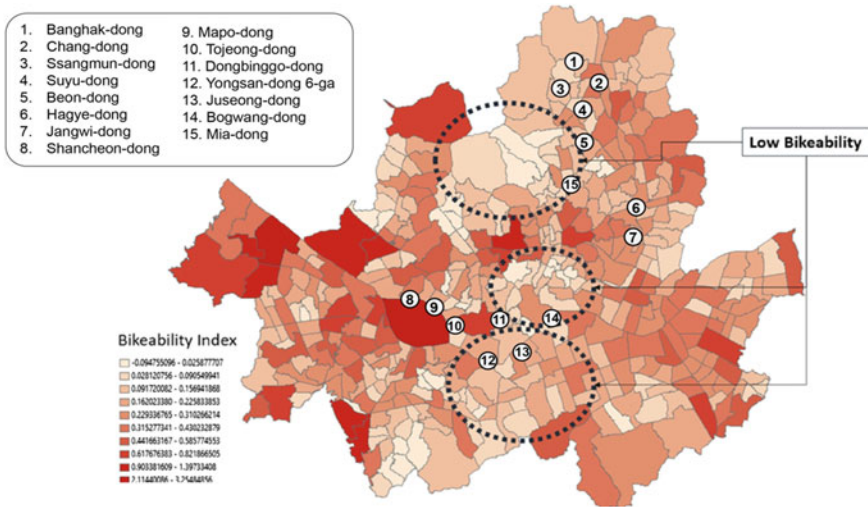 1. Banghak-dong
2. Chang-dong
3. Ssangmun-dong
4. Suyu-dong
5. Beon-dong
6. Hagye-dong
7. Jangwi-dong
8. Shancheon-dong
9. Mapo-dong
10. Tojeong-dong
11. Dongbinggo-dong
12. Yongsan-dong 6-ga
13. Juseong-dong
14. Bogwang-dong
15. Mia-dong
1
2
3
4
5
Low Bikeability
15
6
7
8
9
10
11
14
12
13
Bikeability Index
-0.094755096 - 0.025877707
0.028120756 - 0.090549941
0.091720082 - 0.156941868
0.162023380 - 0.225833853
0.229336765 - 0.310266214
0.315277341 - 0.430232879
0.441663167 - 0.585774553
0.617676383 - 0.821866505
0.903381609 - 1.39733408
2.11440086 - 3.25484856